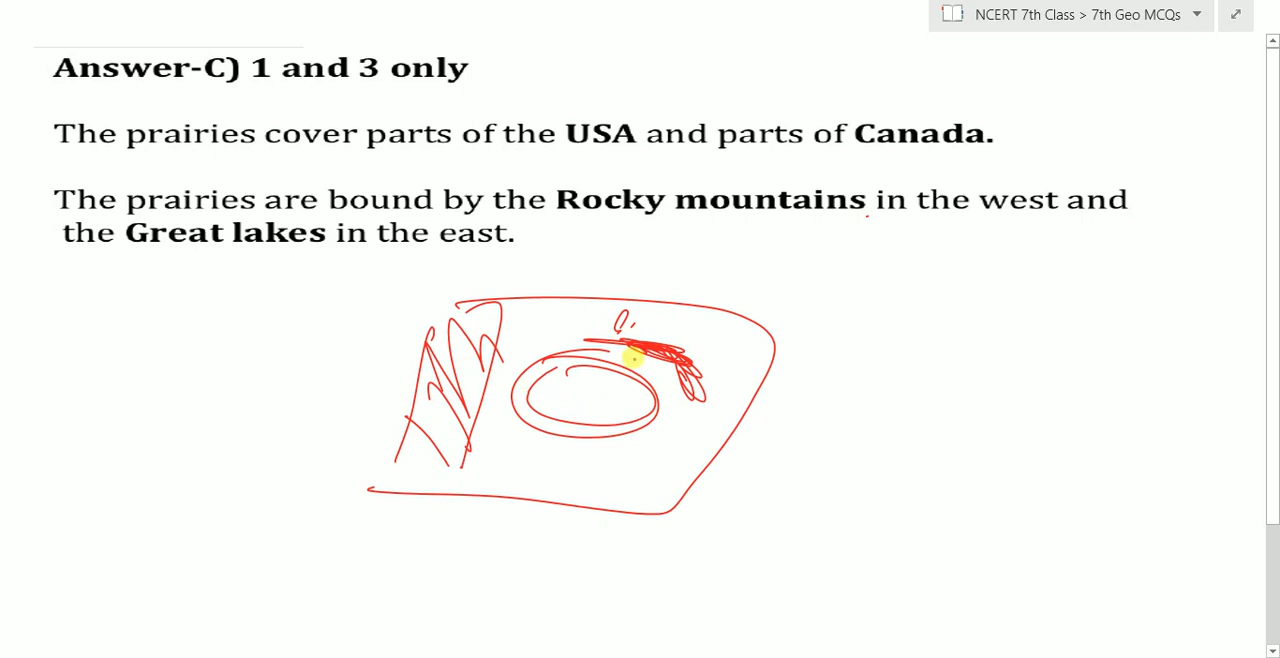 NCERT 7th Class > 7th Geo MCQs
Answer-C) 1 and 3 only
The prairies cover parts of the USA and parts of Canada.
The prairies are bound by the Rocky mountains in the west and
the Great lakes in the east.